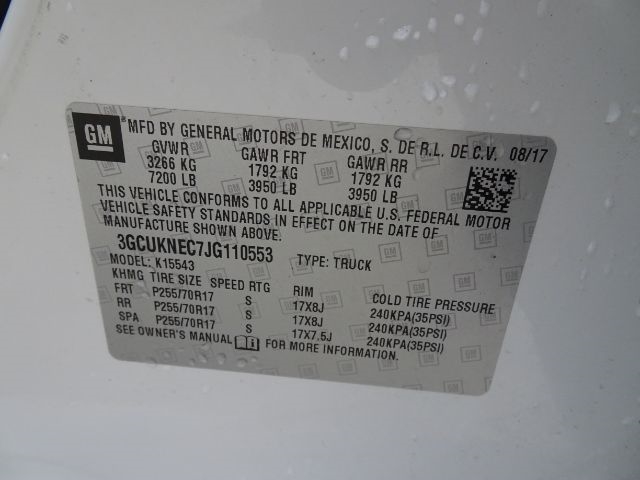 GM
MFD BY GENERAL MOTORS DE MEXICO, S. DE R.L. DE C.V. 08/17
GVWR GAWR FRT GAWR RR
3266 KG 1792 KG 1792 KG
7200 LB 3950 LB 3950 LB
THIS VEHICLE CONFORMS TO ALL APPLICABLE U.S. FEDERAL MOTOR
VEHICLE SAFETY STANDARDS IN EFFECT ON THE DATE OF
MANUFACTURE SHOWN ABOVE.
3GCUKNEC7JG110553 TYPE: TRUCK
MODEL: K15543
KHMG TIRE SIZE SPEED RTG RIM COLD TIRE PRESSURE
FRT P255/70R17 S 17X8J 240KPA(35PSI)
RR P255/70R17 S 17X8J 240KPA(35PSI)
SPA P255/70R17 S 17X7.5J 240KPA(35PSI)
SEE OWNER'S MANUAL FOR MORE INFORMATION.